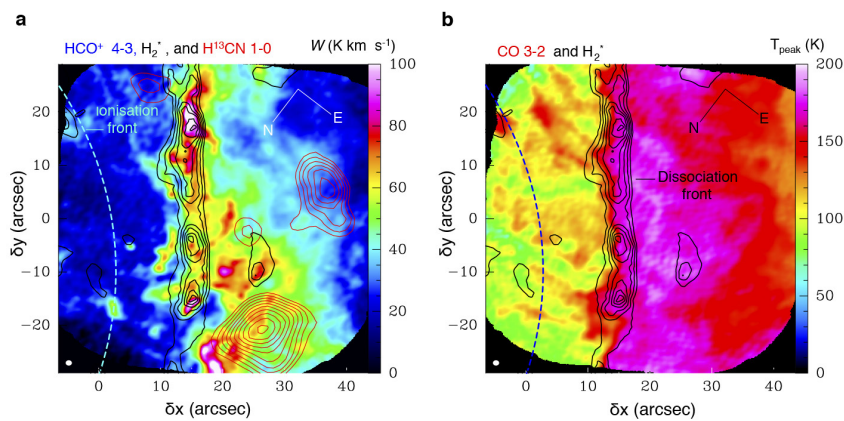 a
HCO⁺ 4-3, H₂*, and H¹³CN 1-0
W (K km s⁻¹)
ionisation
front
N
E
20
10
0
−10
−20
δy (arcsec)
0
10
20
30
40
δx (arcsec)
100
80
60
40
20
0
b
CO 3-2 and H₂*
T_peak (K)
N
E
Dissociation
front
20
10
0
−10
−20
δy (arcsec)
0
10
20
30
40
δx (arcsec)
200
150
100
50
0